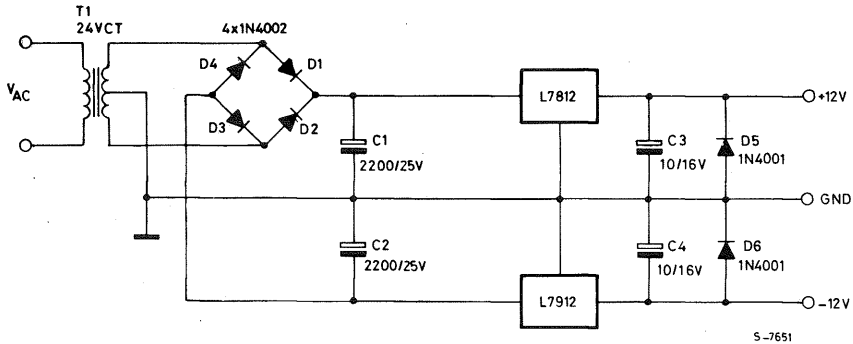 T1
24VCT
4x1N4002
D4
D1
VAC
L7812
+12V
D3
D2
C1
2200/25V
C3
10/16V
D5
1N4001
GND
C2
2200/25V
C4
10/16V
D6
1N4001
L7912
-12V
S-7651